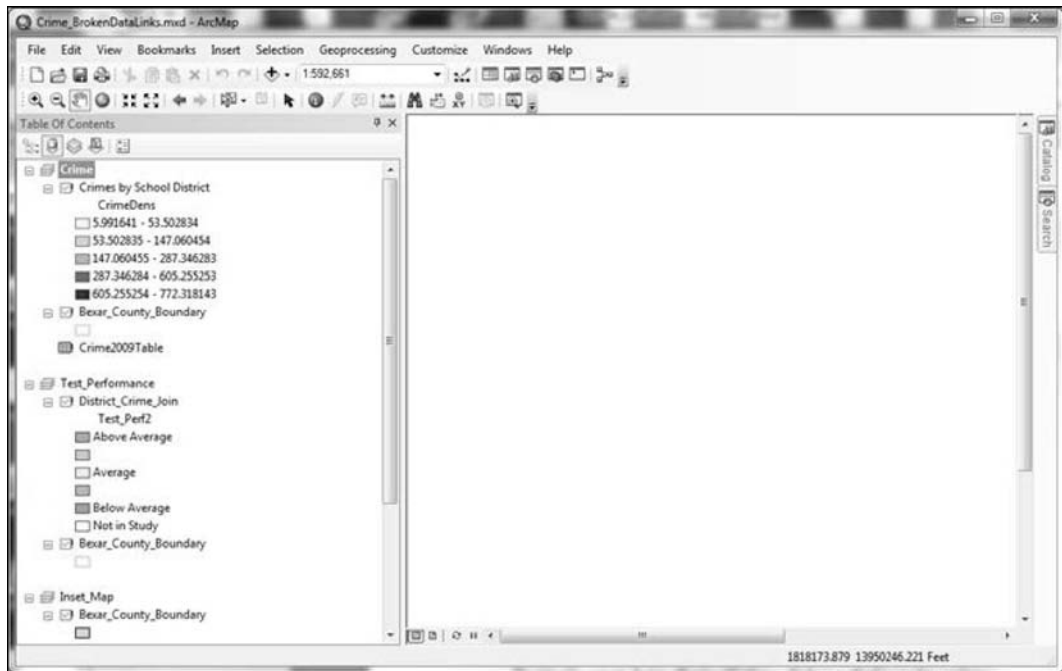 Crime_BrokenDataLinks.mxd - ArcMap
File Edit View Bookmarks Insert Selection Geoprocessing Customize Windows Help
1:592,661
Table Of Contents
Crime
Crimes by School District
CrimeDens
5.991641 - 53.502834
53.502835 - 147.060454
147.060455 - 287.346283
287.346284 - 605.255253
605.255254 - 772.318143
Bexar_County_Boundary
Crime2009Table
Test_Performance
District_Crime_Join
Test_Perf2
Above Average
Average
Below Average
Not in Study
Bexar_County_Boundary
Inset_Map
Bexar_County_Boundary
Catalog
Search
1818173.879 13950246.221 Feet